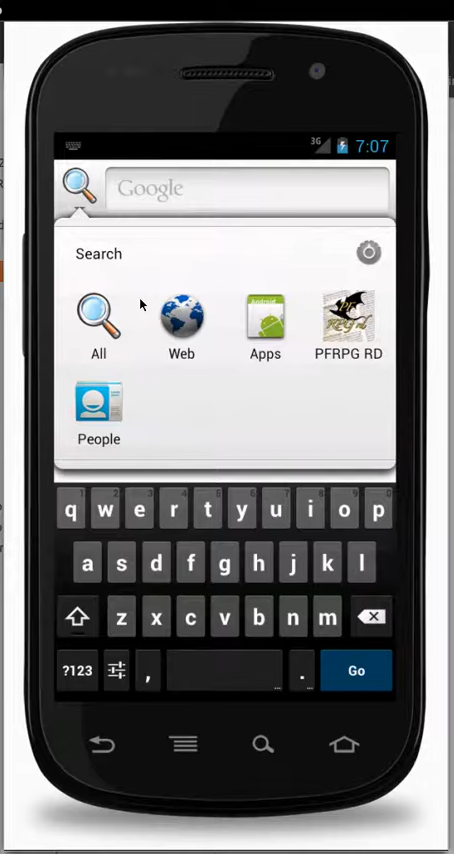 3G 7:07
Google
Search
All Web Apps PFRPG RD
People
q w e r t y u i o p
a s d f g h j k l
z x c v b n m
?123 , . Go